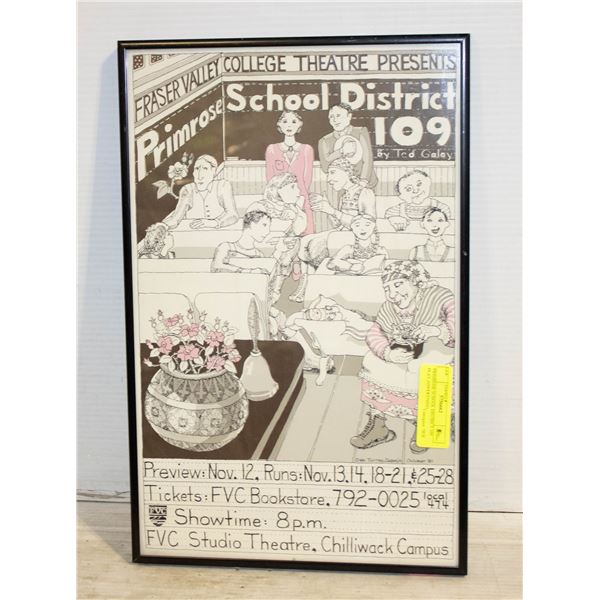 FRASER VALLEY COLLEGE THEATRE PRESENTS
Primrose School District
109
by Ted Galay
Preview: Nov. 12, Runs: Nov. 13, 14, 18-21, & 25-28
Tickets: FVC Bookstore, 792-0025 local 474
FVC
Showtime: 8 p.m.
FVC Studio Theatre, Chilliwack Campus